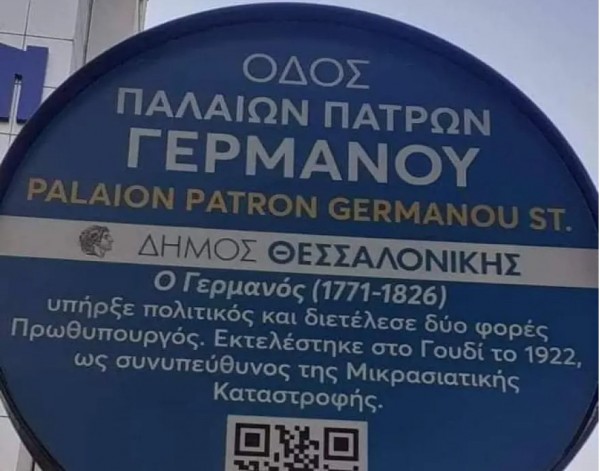 ΟΔΟΣ
ΠΑΛΑΙΩΝ ΠΑΤΡΩΝ
ΓΕΡΜΑΝΟΥ
PALAION PATRON GERMANOU ST.
ΔΗΜΟΣ ΘΕΣΣΑΛΟΝΙΚΗΣ
Ο Γερμανός (1771-1826)
υπήρξε πολιτικός και διετέλεσε δύο φορές
Πρωθυπουργός. Εκτελέστηκε στο Γουδί το 1922,
ως συνυπεύθυνος της Μικρασιατικής
Καταστροφής.